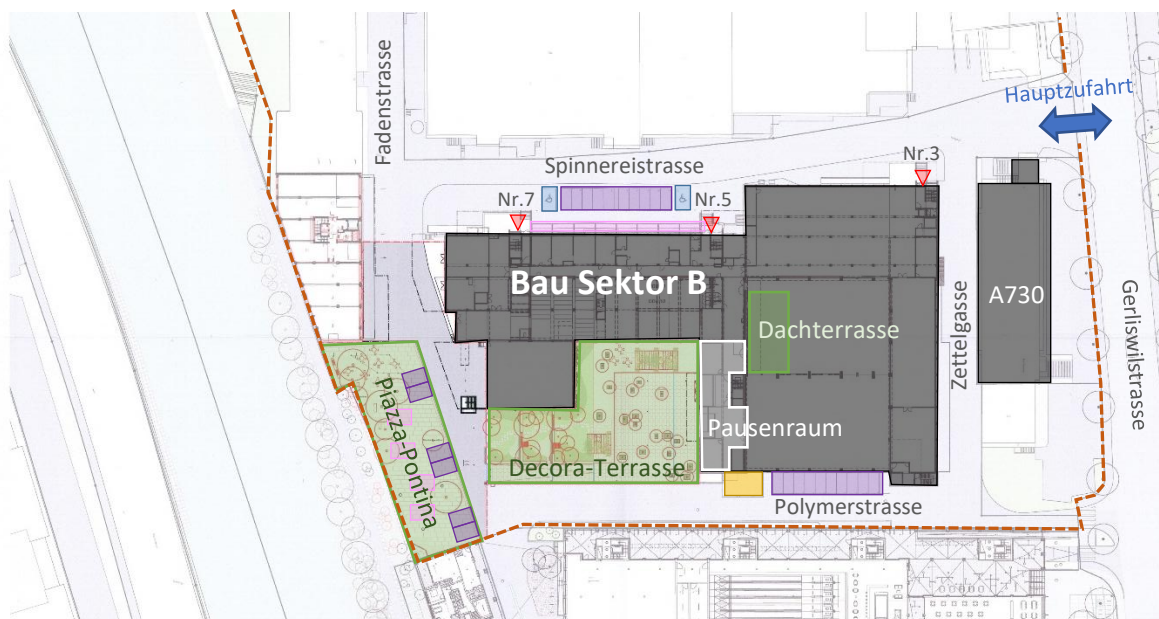 Hauptzufahrt
Fadenstrasse
Spinnereistrasse
Nr.3
Nr.7
Nr.5
Bau Sektor B
A730
Dachterrasse
Zettelgasse
Gerliswilstrasse
Piazza-Pontina
Pausenraum
Decora-Terrasse
Polymerstrasse